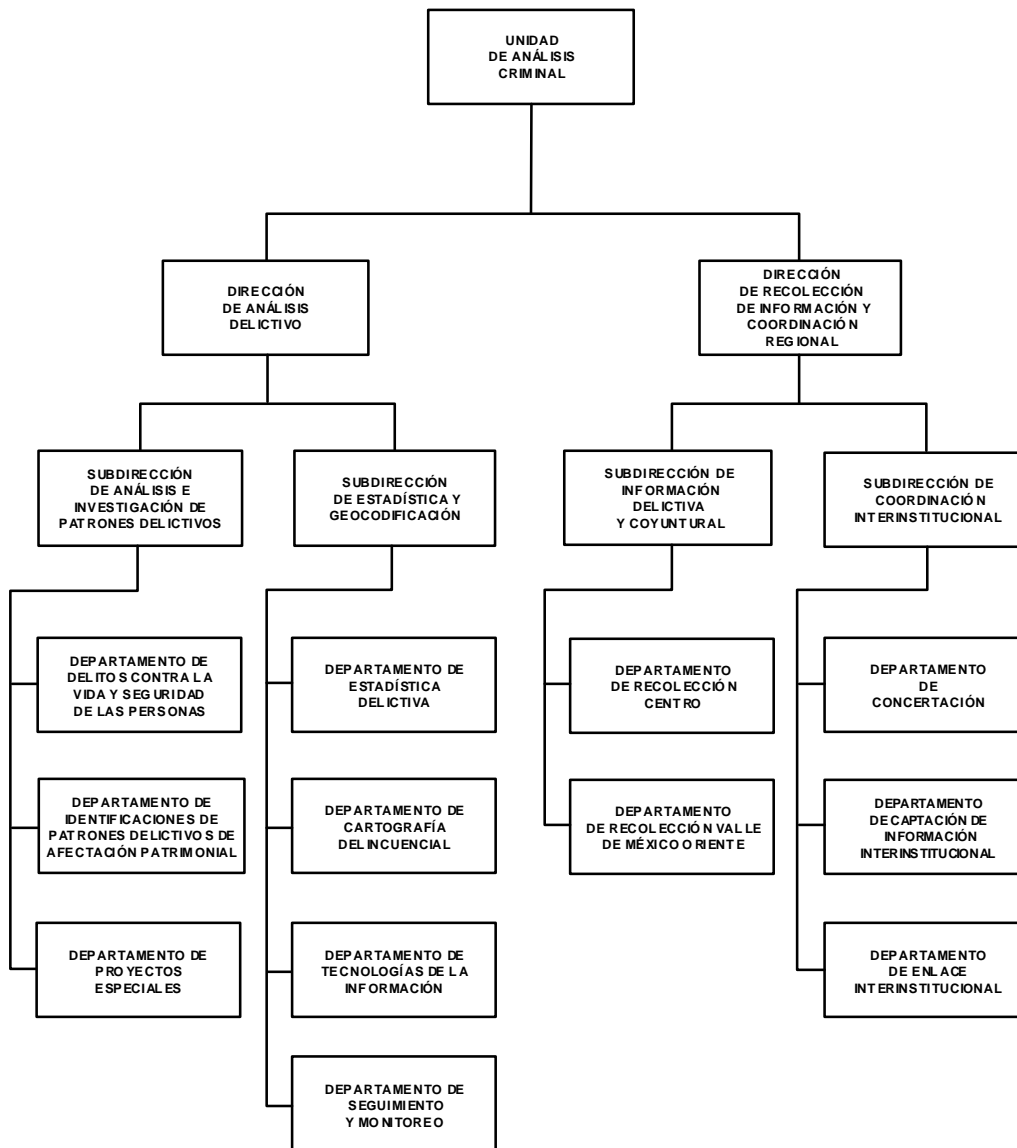 UNIDAD
DE ANÁLISIS
CRIMINAL
DIRECCIÓN
DE ANÁLISIS
DELICTIVO
DIRECCIÓN
DE RECOLECCIÓN
DE INFORMACIÓN Y
COORDINACIÓN
REGIONAL
SUBDIRECCIÓN
DE ANÁLISIS E
INVESTIGACIÓN DE
PATRONES DELICTIVOS
SUBDIRECCIÓN
DE ESTADÍSTICA Y
GEOCODIFICACIÓN
SUBDIRECCIÓN DE
INFORMACIÓN
DELICTIVA
Y COYUNTURAL
SUBDIRECCIÓN DE
COORDINACIÓN
INTERINSTITUCIONAL
DEPARTAMENTO DE
DELITOS CONTRA LA
VIDA Y SEGURIDAD
DE LAS PERSONAS
DEPARTAMENTO DE
ESTADÍSTICA
DELICTIVA
DEPARTAMENTO
DE RECOLECCIÓN
CENTRO
DEPARTAMENTO
DE
CONCERTACIÓN
DEPARTAMENTO DE
IDENTIFICACIONES DE
PATRONES DELICTIVOS DE
AFECTACIÓN PATRIMONIAL
DEPARTAMENTO DE
CARTOGRAFÍA
DELINCUENCIAL
DEPARTAMENTO
DE RECOLECCIÓN VALLE
DE MÉXICO ORIENTE
DEPARTAMENTO
DE CAPTACIÓN DE
INFORMACIÓN
INTERINSTITUCIONAL
DEPARTAMENTO DE
PROYECTOS
ESPECIALES
DEPARTAMENTO DE
TECNOLOGÍAS DE LA
INFORMACIÓN
DEPARTAMENTO
DE ENLACE
INTERINSTITUCIONAL
DEPARTAMENTO DE
SEGUIMIENTO
Y MONITOREO